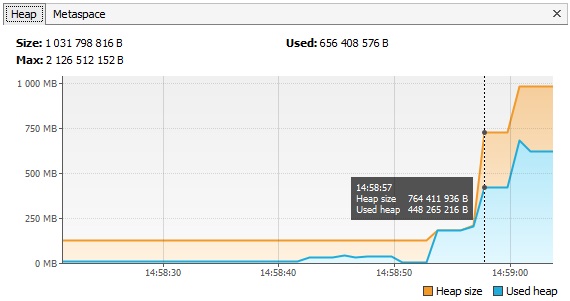 Heap Metaspace
Size: 1 031 798 816 B Used: 656 408 576 B
Max: 2 126 512 152 B
1 000 MB
750 MB
500 MB
250 MB
0 MB
14:58:57
Heap size 764 411 936 B
Used heap 448 265 216 B
14:58:30 14:58:40 14:58:50 14:59:00
Heap size Used heap